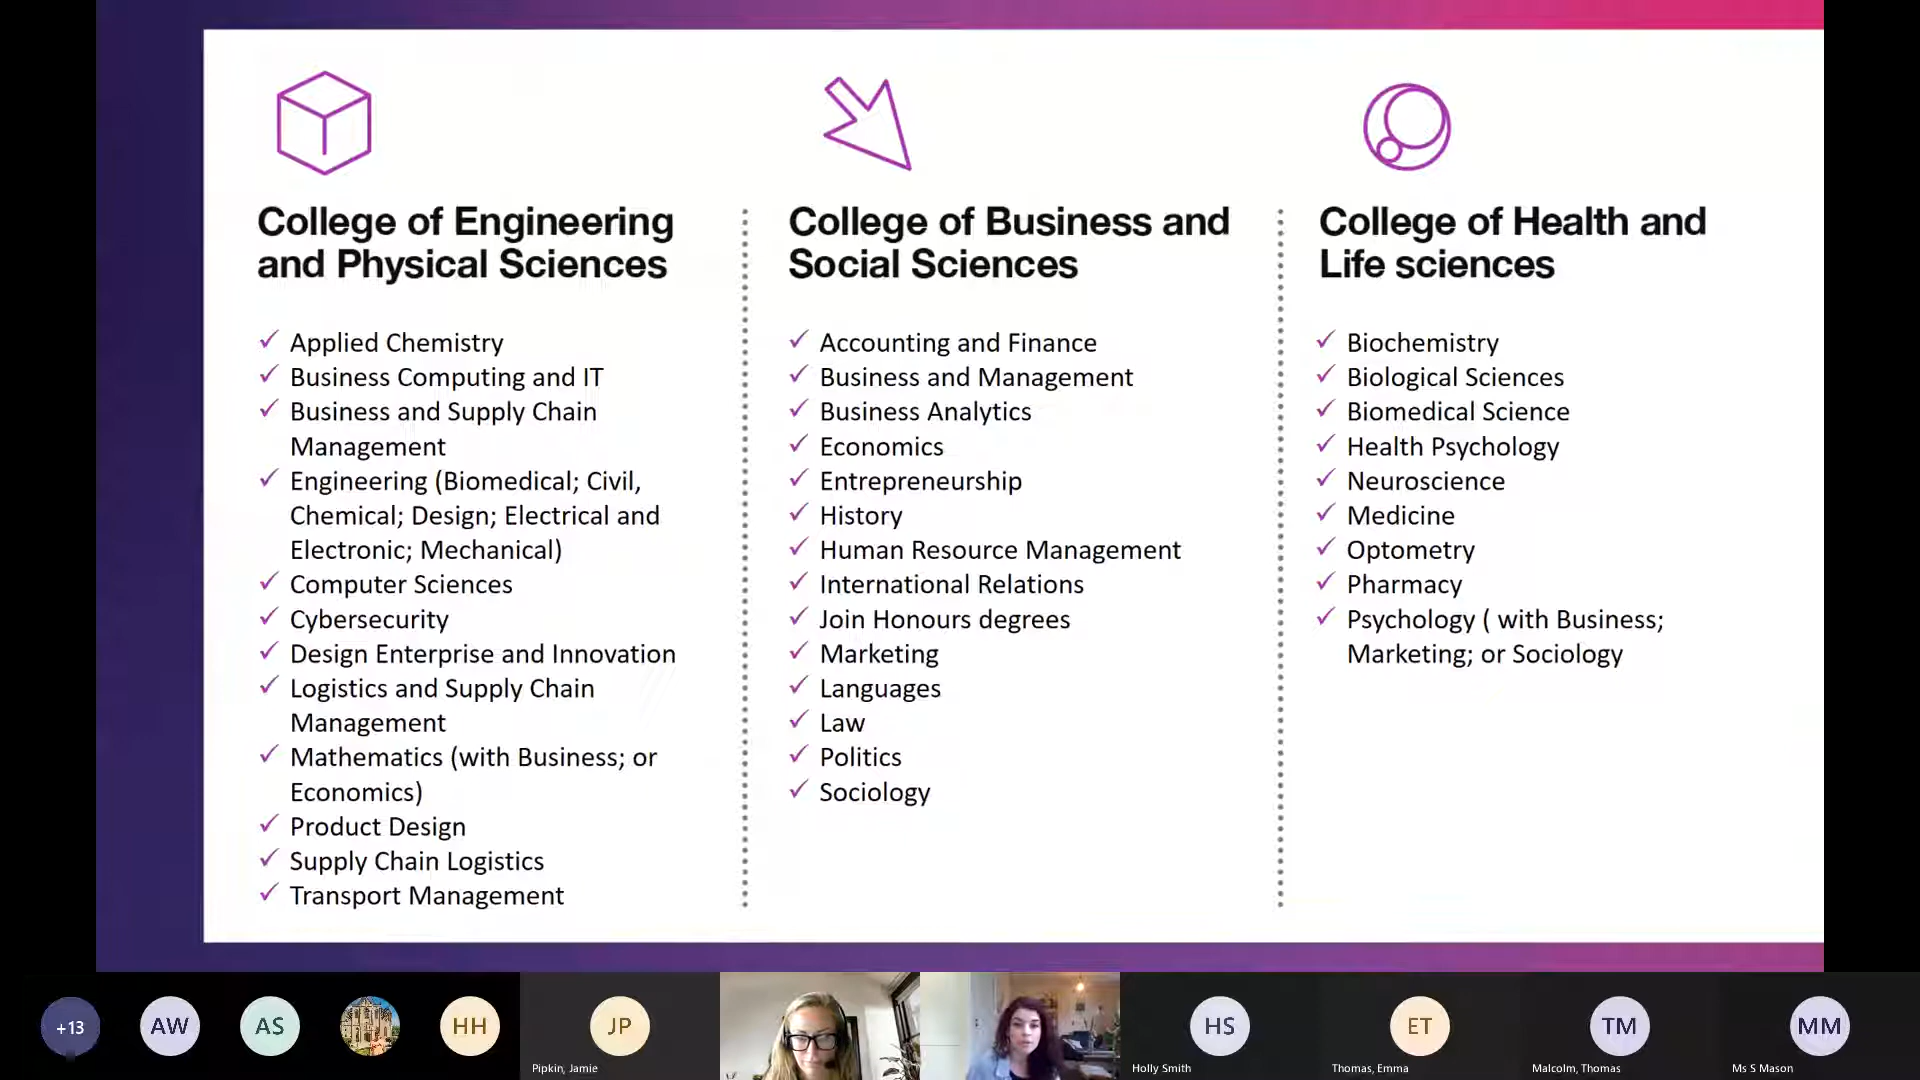 College of Engineering
and Physical Sciences
Applied Chemistry
Business Computing and IT
Business and Supply Chain
Management
Engineering (Biomedical; Civil,
Chemical; Design; Electrical and
Electronic; Mechanical)
Computer Sciences
Cybersecurity
Design Enterprise and Innovation
Logistics and Supply Chain
Management
Mathematics (with Business; or
Economics)
Product Design
Supply Chain Logistics
Transport Management
College of Business and
Social Sciences
Accounting and Finance
Business and Management
Business Analytics
Economics
Entrepreneurship
History
Human Resource Management
International Relations
Join Honours degrees
Marketing
Languages
Law
Politics
Sociology
College of Health and
Life sciences
Biochemistry
Biological Sciences
Biomedical Science
Health Psychology
Neuroscience
Medicine
Optometry
Pharmacy
Psychology ( with Business;
Marketing; or Sociology
+13
AW
AS
HH
JP
Pipkin, Jamie
HS
Holly Smith
ET
Thomas, Emma
TM
Malcolm, Thomas
MM
Ms S Mason